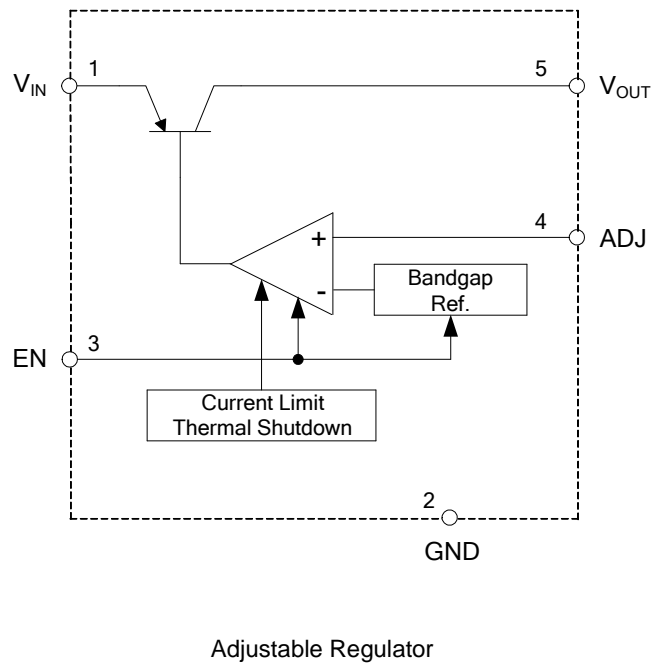 V_IN 1 5 V_OUT
+ 4 ADJ
-
Bandgap
Ref.
EN 3
Current Limit
Thermal Shutdown
2
GND
Adjustable Regulator